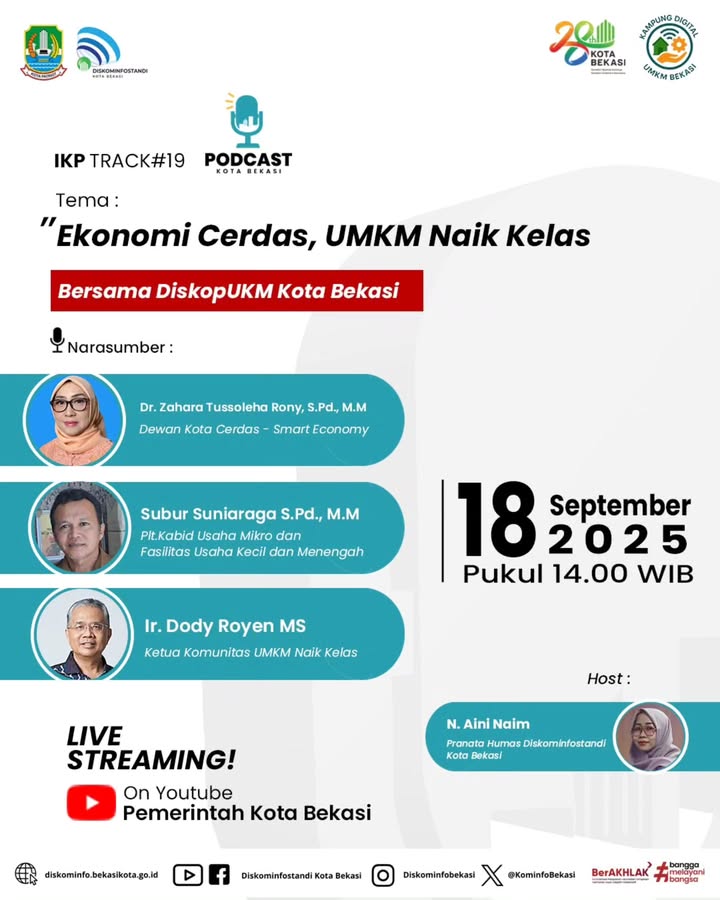 KOTA PATRIOT
DISKOMINFOSTANDI
KOTA BEKASI
28th
KOTA
BEKASI
KAMPUNG DIGITAL
UMKM BEKASI
IKP TRACK#19
PODCAST
KOTA BEKASI
Tema :
"Ekonomi Cerdas, UMKM Naik Kelas
Bersama DiskopUKM Kota Bekasi
Narasumber :
Dr. Zahara Tussoleha Rony, S.Pd., M.M
Dewan Kota Cerdas - Smart Economy
Subur Suniaraga S.Pd., M.M
Plt.Kabid Usaha Mikro dan
Fasilitas Usaha Kecil dan Menengah
Ir. Dody Royen MS
Ketua Komunitas UMKM Naik Kelas
18 September
2025
Pukul 14.00 WIB
Host :
N. Aini Naim
Pranata Humas Diskominfostandi
Kota Bekasi
LIVE
STREAMING!
On Youtube
Pemerintah Kota Bekasi
diskominfo.bekasikota.go.id
Diskominfostandi Kota Bekasi
Diskominfobekasi
@KominfoBekasi
BerAKHLAK
#bangga
melayani
bangsa